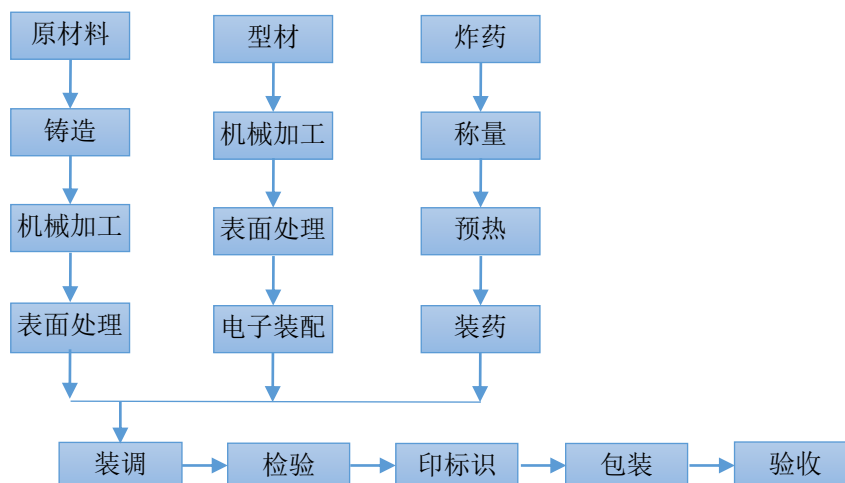 原材料
型材
炸药
铸造
机械加工
称量
机械加工
表面处理
预热
表面处理
电子装配
装药
装调
检验
印标识
包装
验收